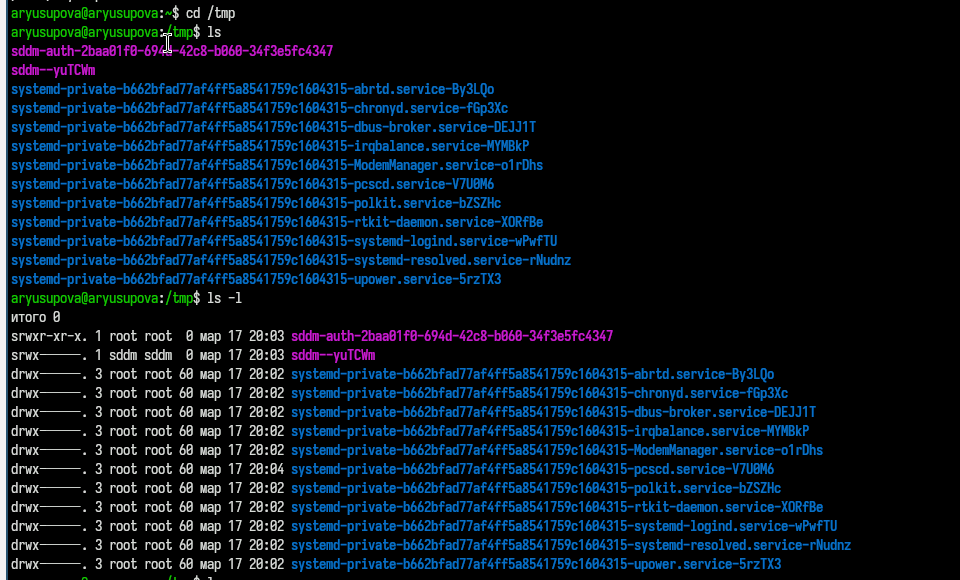 aryusupova@aryusupova:~$ cd /tmp
aryusupova@aryusupova:/tmp$ ls
sddm-auth-2baa01f0-694d-42c8-b060-34f3e5fc4347
sddm--yuTCWm
systemd-private-b662bfad77af4ff5a8541759c1604315-abrtd.service-By3LQo
systemd-private-b662bfad77af4ff5a8541759c1604315-chronyd.service-fGp3Xc
systemd-private-b662bfad77af4ff5a8541759c1604315-dbus-broker.service-DEJJ1T
systemd-private-b662bfad77af4ff5a8541759c1604315-irqbalance.service-MYMBkP
systemd-private-b662bfad77af4ff5a8541759c1604315-ModemManager.service-o1rDhs
systemd-private-b662bfad77af4ff5a8541759c1604315-pcscd.service-V7U0M6
systemd-private-b662bfad77af4ff5a8541759c1604315-polkit.service-bZSZHc
systemd-private-b662bfad77af4ff5a8541759c1604315-rtkit-daemon.service-XORfBe
systemd-private-b662bfad77af4ff5a8541759c1604315-systemd-logind.service-wPwfTU
systemd-private-b662bfad77af4ff5a8541759c1604315-systemd-resolved.service-rNudnz
systemd-private-b662bfad77af4ff5a8541759c1604315-upower.service-5rzTX3
aryusupova@aryusupova:/tmp$ ls -l
итого 0
srwxr-xr-x. 1 root root  0 мар 17 20:03 sddm-auth-2baa01f0-694d-42c8-b060-34f3e5fc4347
srwx------. 1 sddm sddm  0 мар 17 20:03 sddm--yuTCWm
drwx------. 3 root root 60 мар 17 20:02 systemd-private-b662bfad77af4ff5a8541759c1604315-abrtd.service-By3LQo
drwx------. 3 root root 60 мар 17 20:02 systemd-private-b662bfad77af4ff5a8541759c1604315-chronyd.service-fGp3Xc
drwx------. 3 root root 60 мар 17 20:02 systemd-private-b662bfad77af4ff5a8541759c1604315-dbus-broker.service-DEJJ1T
drwx------. 3 root root 60 мар 17 20:02 systemd-private-b662bfad77af4ff5a8541759c1604315-irqbalance.service-MYMBkP
drwx------. 3 root root 60 мар 17 20:02 systemd-private-b662bfad77af4ff5a8541759c1604315-ModemManager.service-o1rDhs
drwx------. 3 root root 60 мар 17 20:04 systemd-private-b662bfad77af4ff5a8541759c1604315-pcscd.service-V7U0M6
drwx------. 3 root root 60 мар 17 20:02 systemd-private-b662bfad77af4ff5a8541759c1604315-polkit.service-bZSZHc
drwx------. 3 root root 60 мар 17 20:02 systemd-private-b662bfad77af4ff5a8541759c1604315-rtkit-daemon.service-XORfBe
drwx------. 3 root root 60 мар 17 20:02 systemd-private-b662bfad77af4ff5a8541759c1604315-systemd-logind.service-wPwfTU
drwx------. 3 root root 60 мар 17 20:02 systemd-private-b662bfad77af4ff5a8541759c1604315-systemd-resolved.service-rNudnz
drwx------. 3 root root 60 мар 17 20:02 systemd-private-b662bfad77af4ff5a8541759c1604315-upower.service-5rzTX3